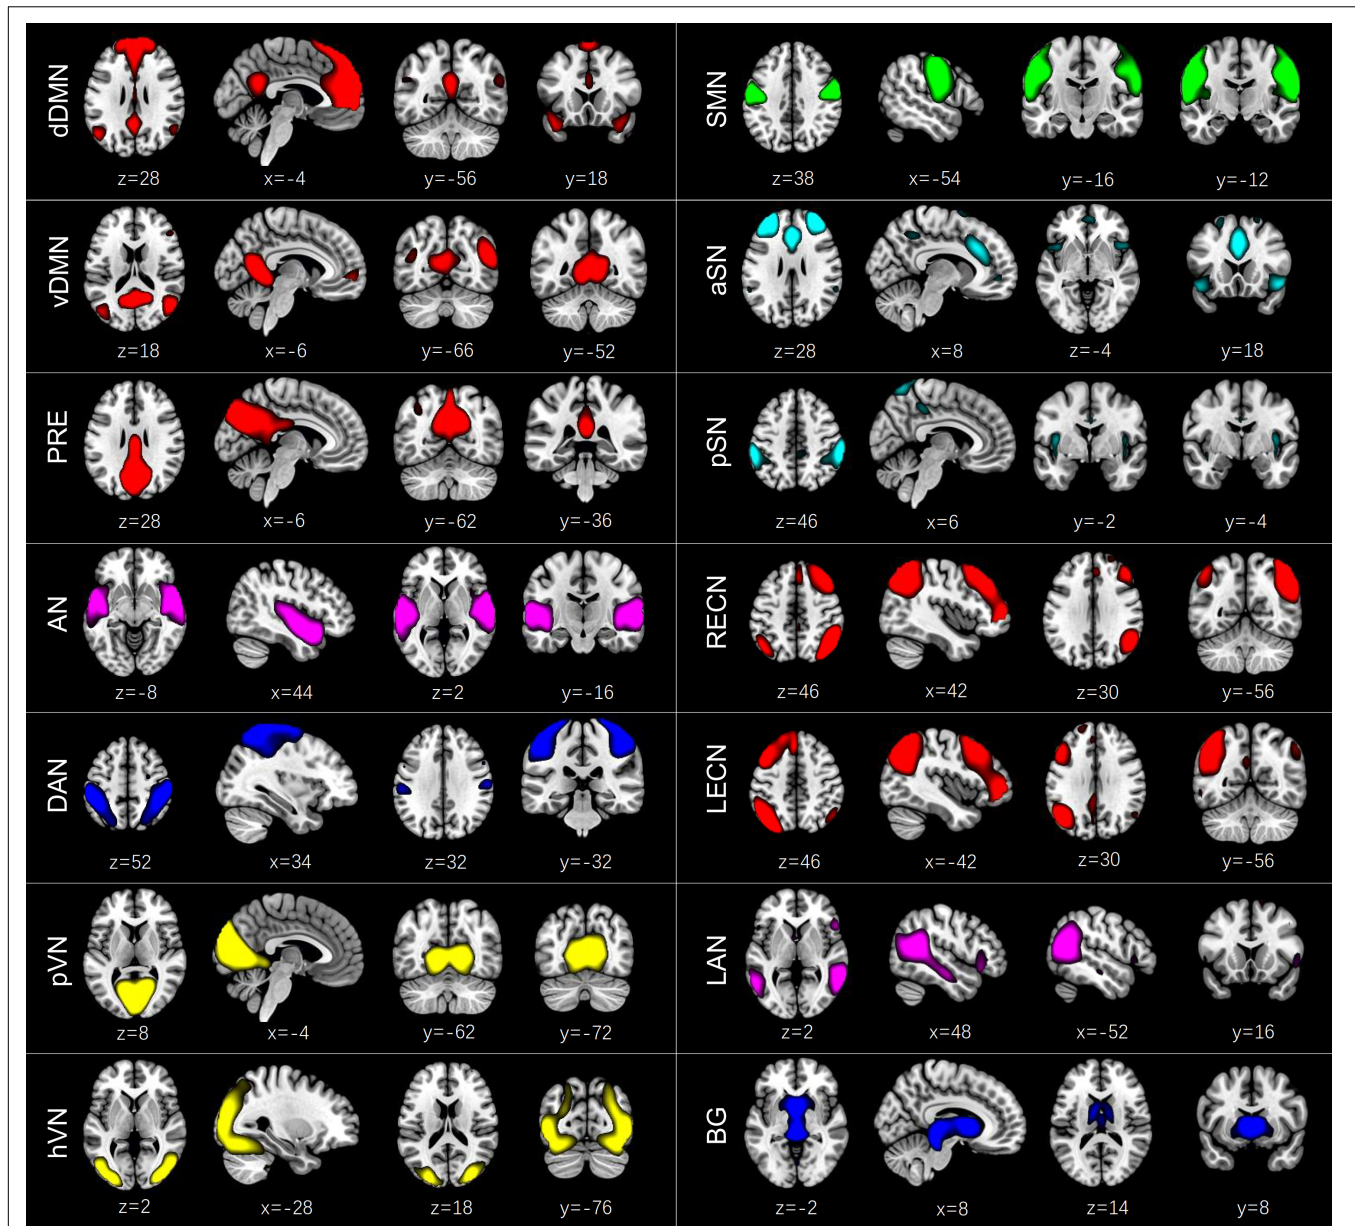 dDMN
z=28 x=-4 y=-56 y=18
SMN
z=38 x=-54 y=-16 y=-12
vDMN
z=18 x=-6 y=-66 y=-52
aSN
z=28 x=8 z=-4 y=18
PRE
z=28 x=-6 y=-62 y=-36
pSN
z=46 x=6 y=-2 y=-4
AN
z=-8 x=44 z=2 y=-16
RECN
z=46 x=42 z=30 y=-56
DAN
z=52 x=34 z=32 y=-32
LECN
z=46 x=-42 z=30 y=-56
pVN
z=8 x=-4 y=-62 y=-72
LAN
z=2 x=48 x=-52 y=16
hVN
z=2 x=-28 z=18 y=-76
BG
z=-2 x=8 z=14 y=8